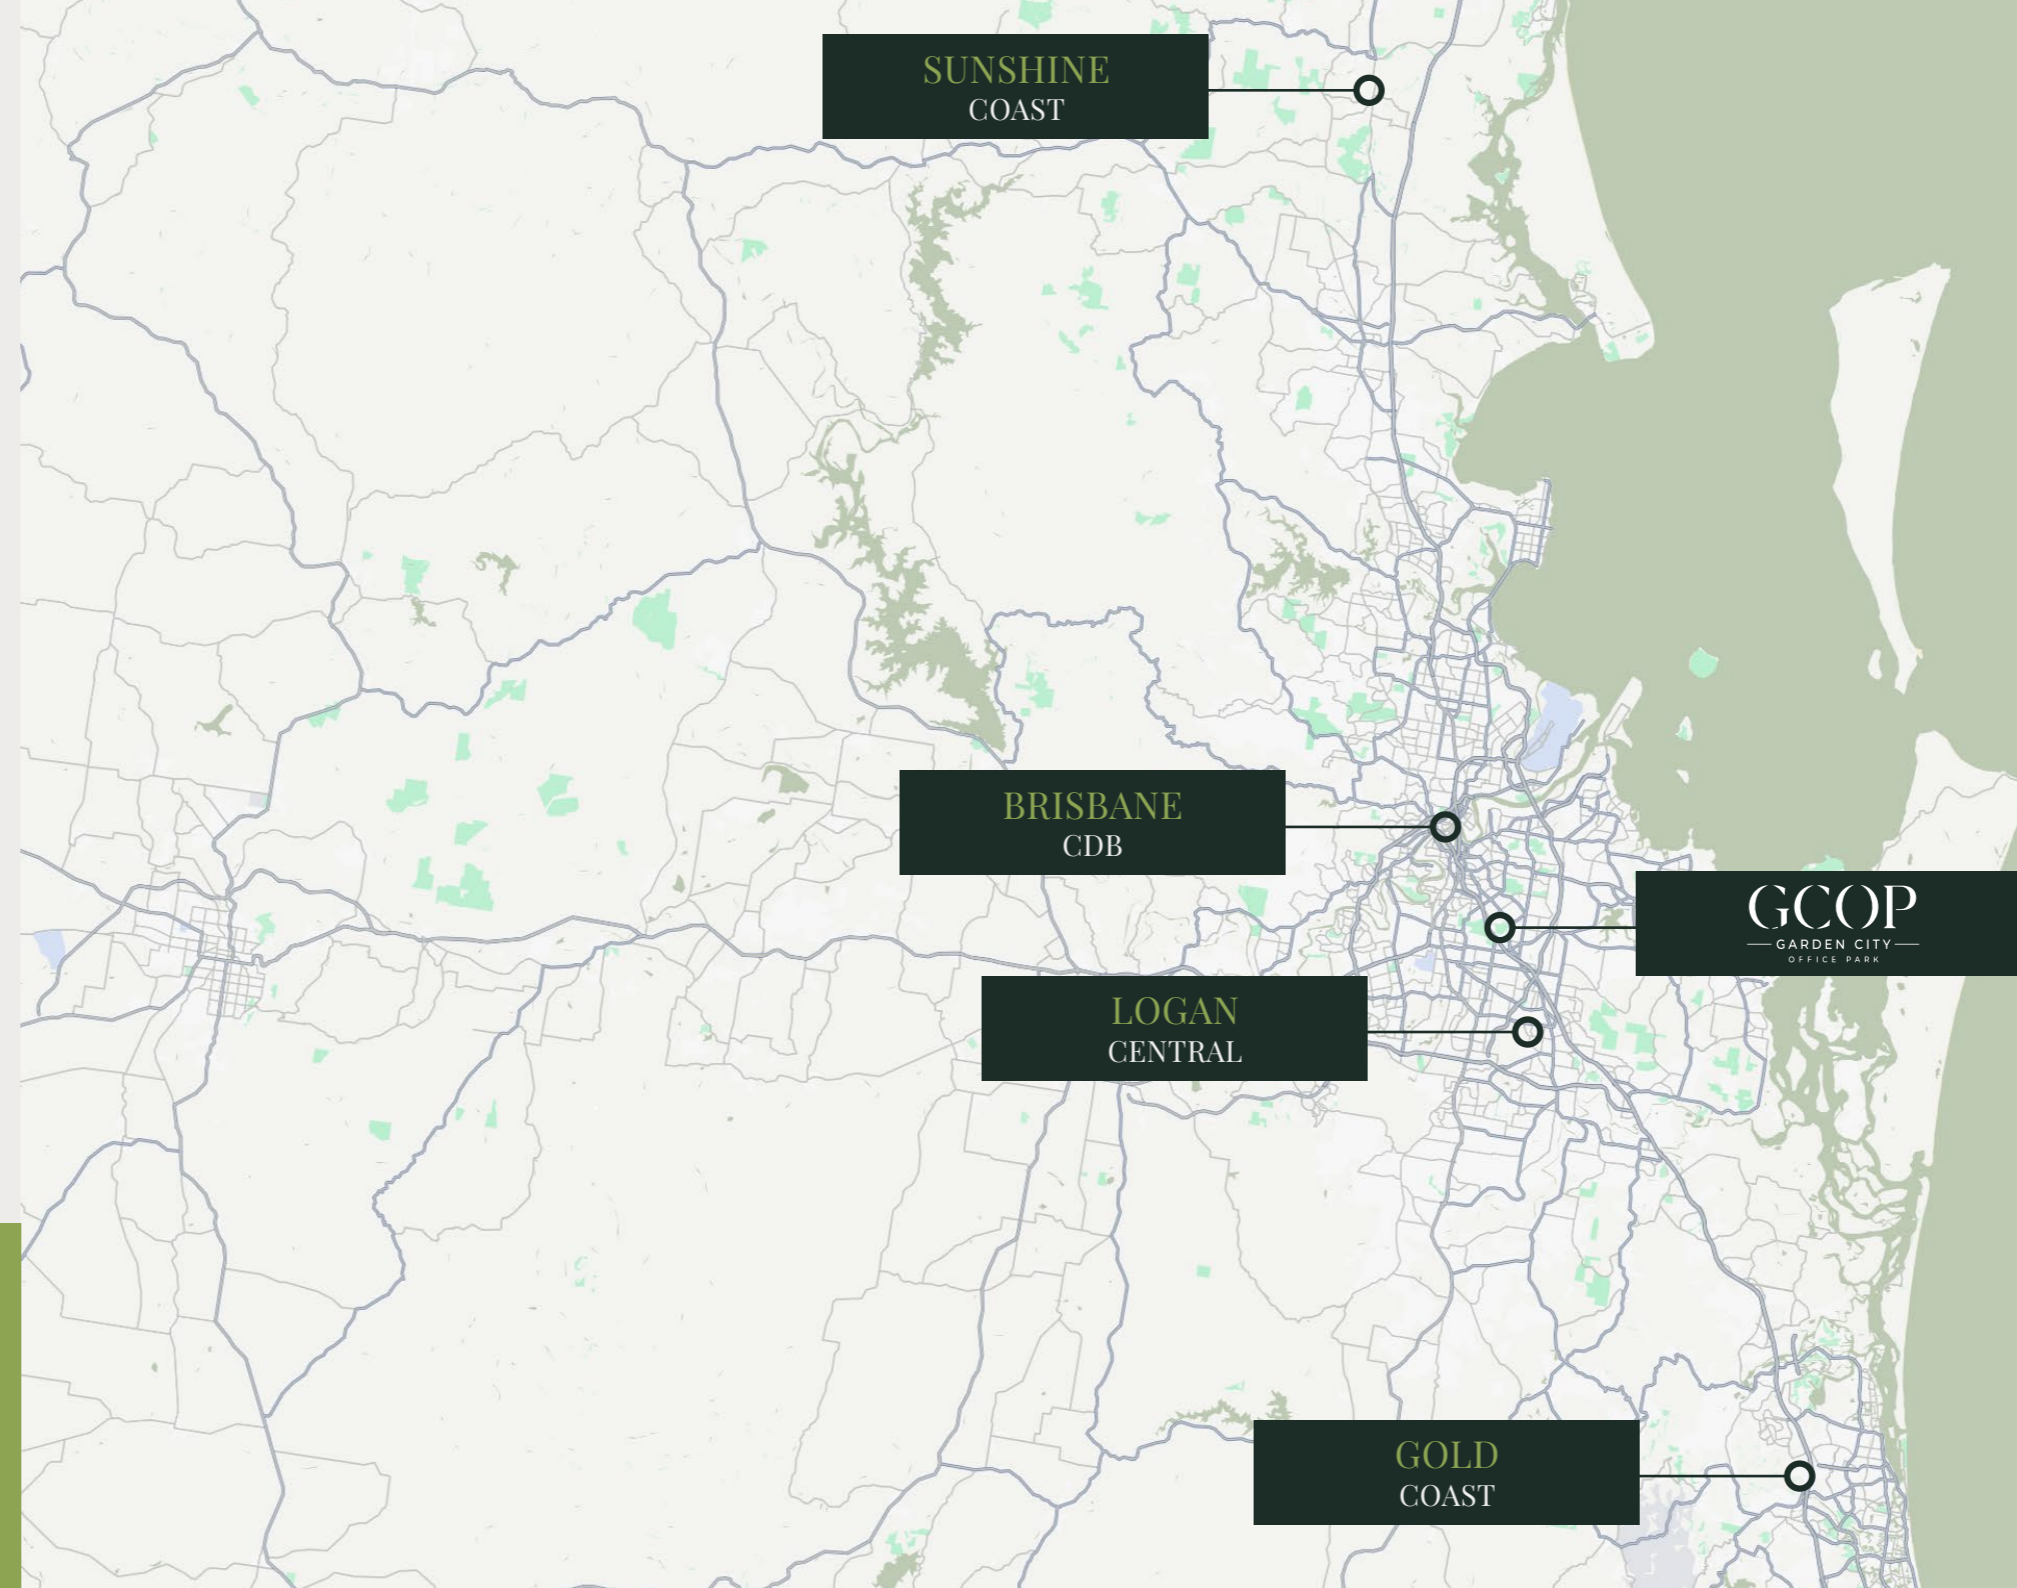 SUNSHINE
COAST
BRISBANE
CDB
GCOP
GARDEN CITY
OFFICE PARK
LOGAN
CENTRAL
GOLD
COAST